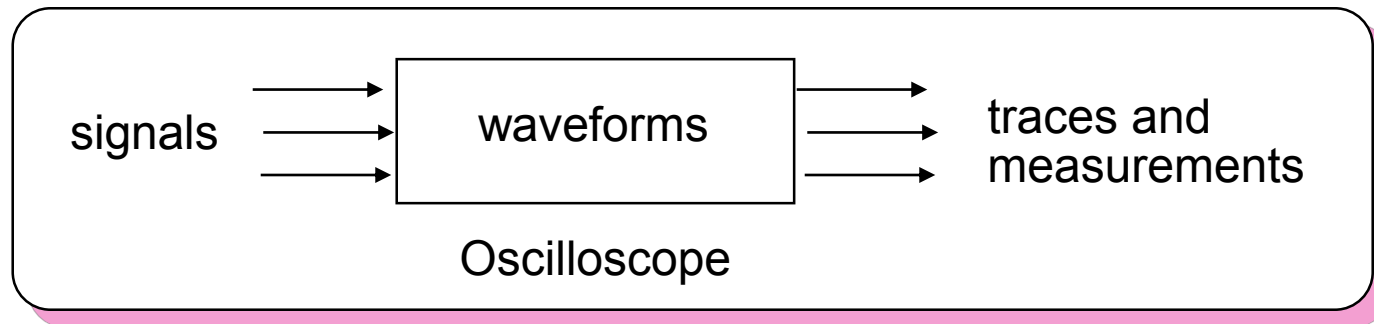 signals
waveforms
traces and
measurements
Oscilloscope